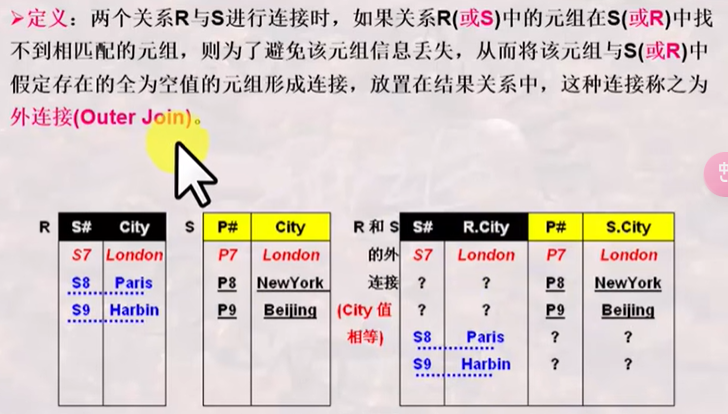 ➢定义：两个关系R与S进行连接时，如果关系R(或S)中的元组在S(或R)中找
不到相匹配的元组，则为了避免该元组信息丢失，从而将该元组与S(或R)中
假定存在的全为空值的元组形成连接，放置在结果关系中，这种连接称之为
外连接(Outer Join)。
R S# City
S7 London
S8 Paris
S9 Harbin
S P# City
P7 London
P8 NewYork
P9 Beijing
R 和 S
的外
连接
(City 值
相等)
S# R.City P# S.City
S7 London P7 London
? ? P8 NewYork
? ? P9 Beijing
S8 Paris ? ?
S9 Harbin ? ?